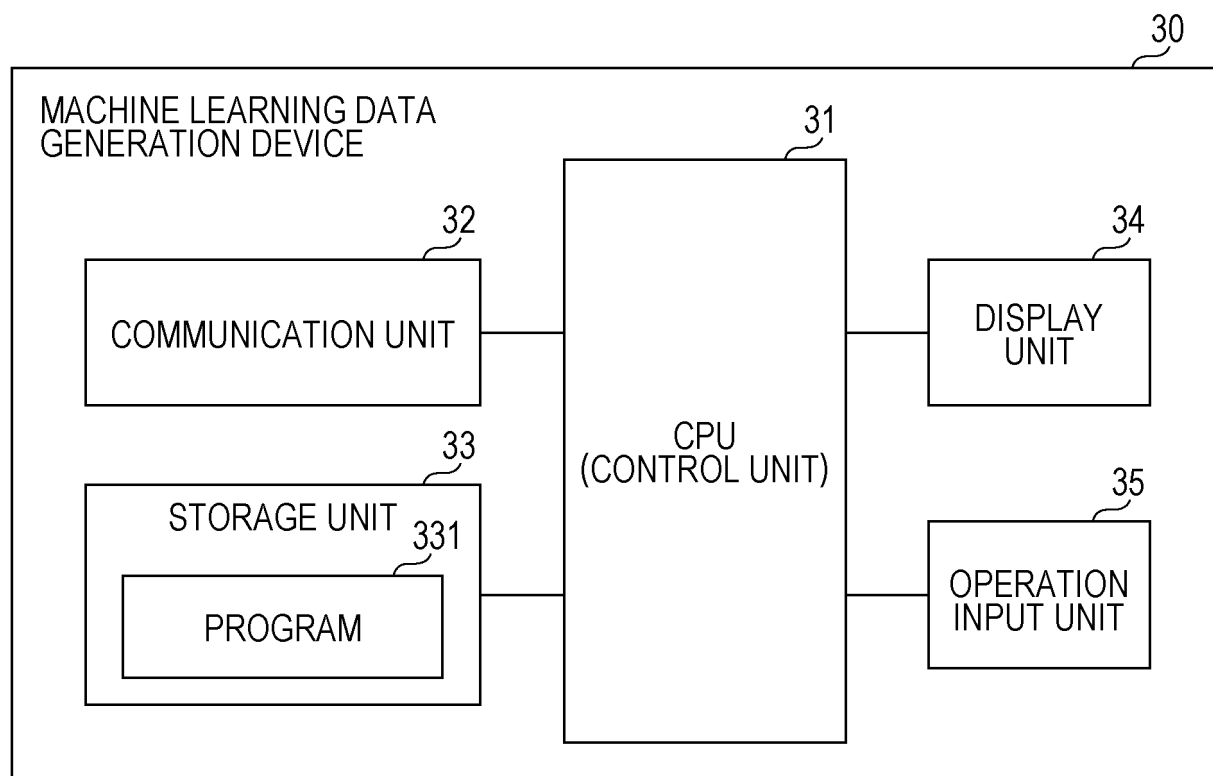 30
MACHINE LEARNING DATA
GENERATION DEVICE
31
32
COMMUNICATION UNIT
33
STORAGE UNIT
331
PROGRAM
CPU
(CONTROL UNIT)
34
DISPLAY
UNIT
35
OPERATION
INPUT UNIT